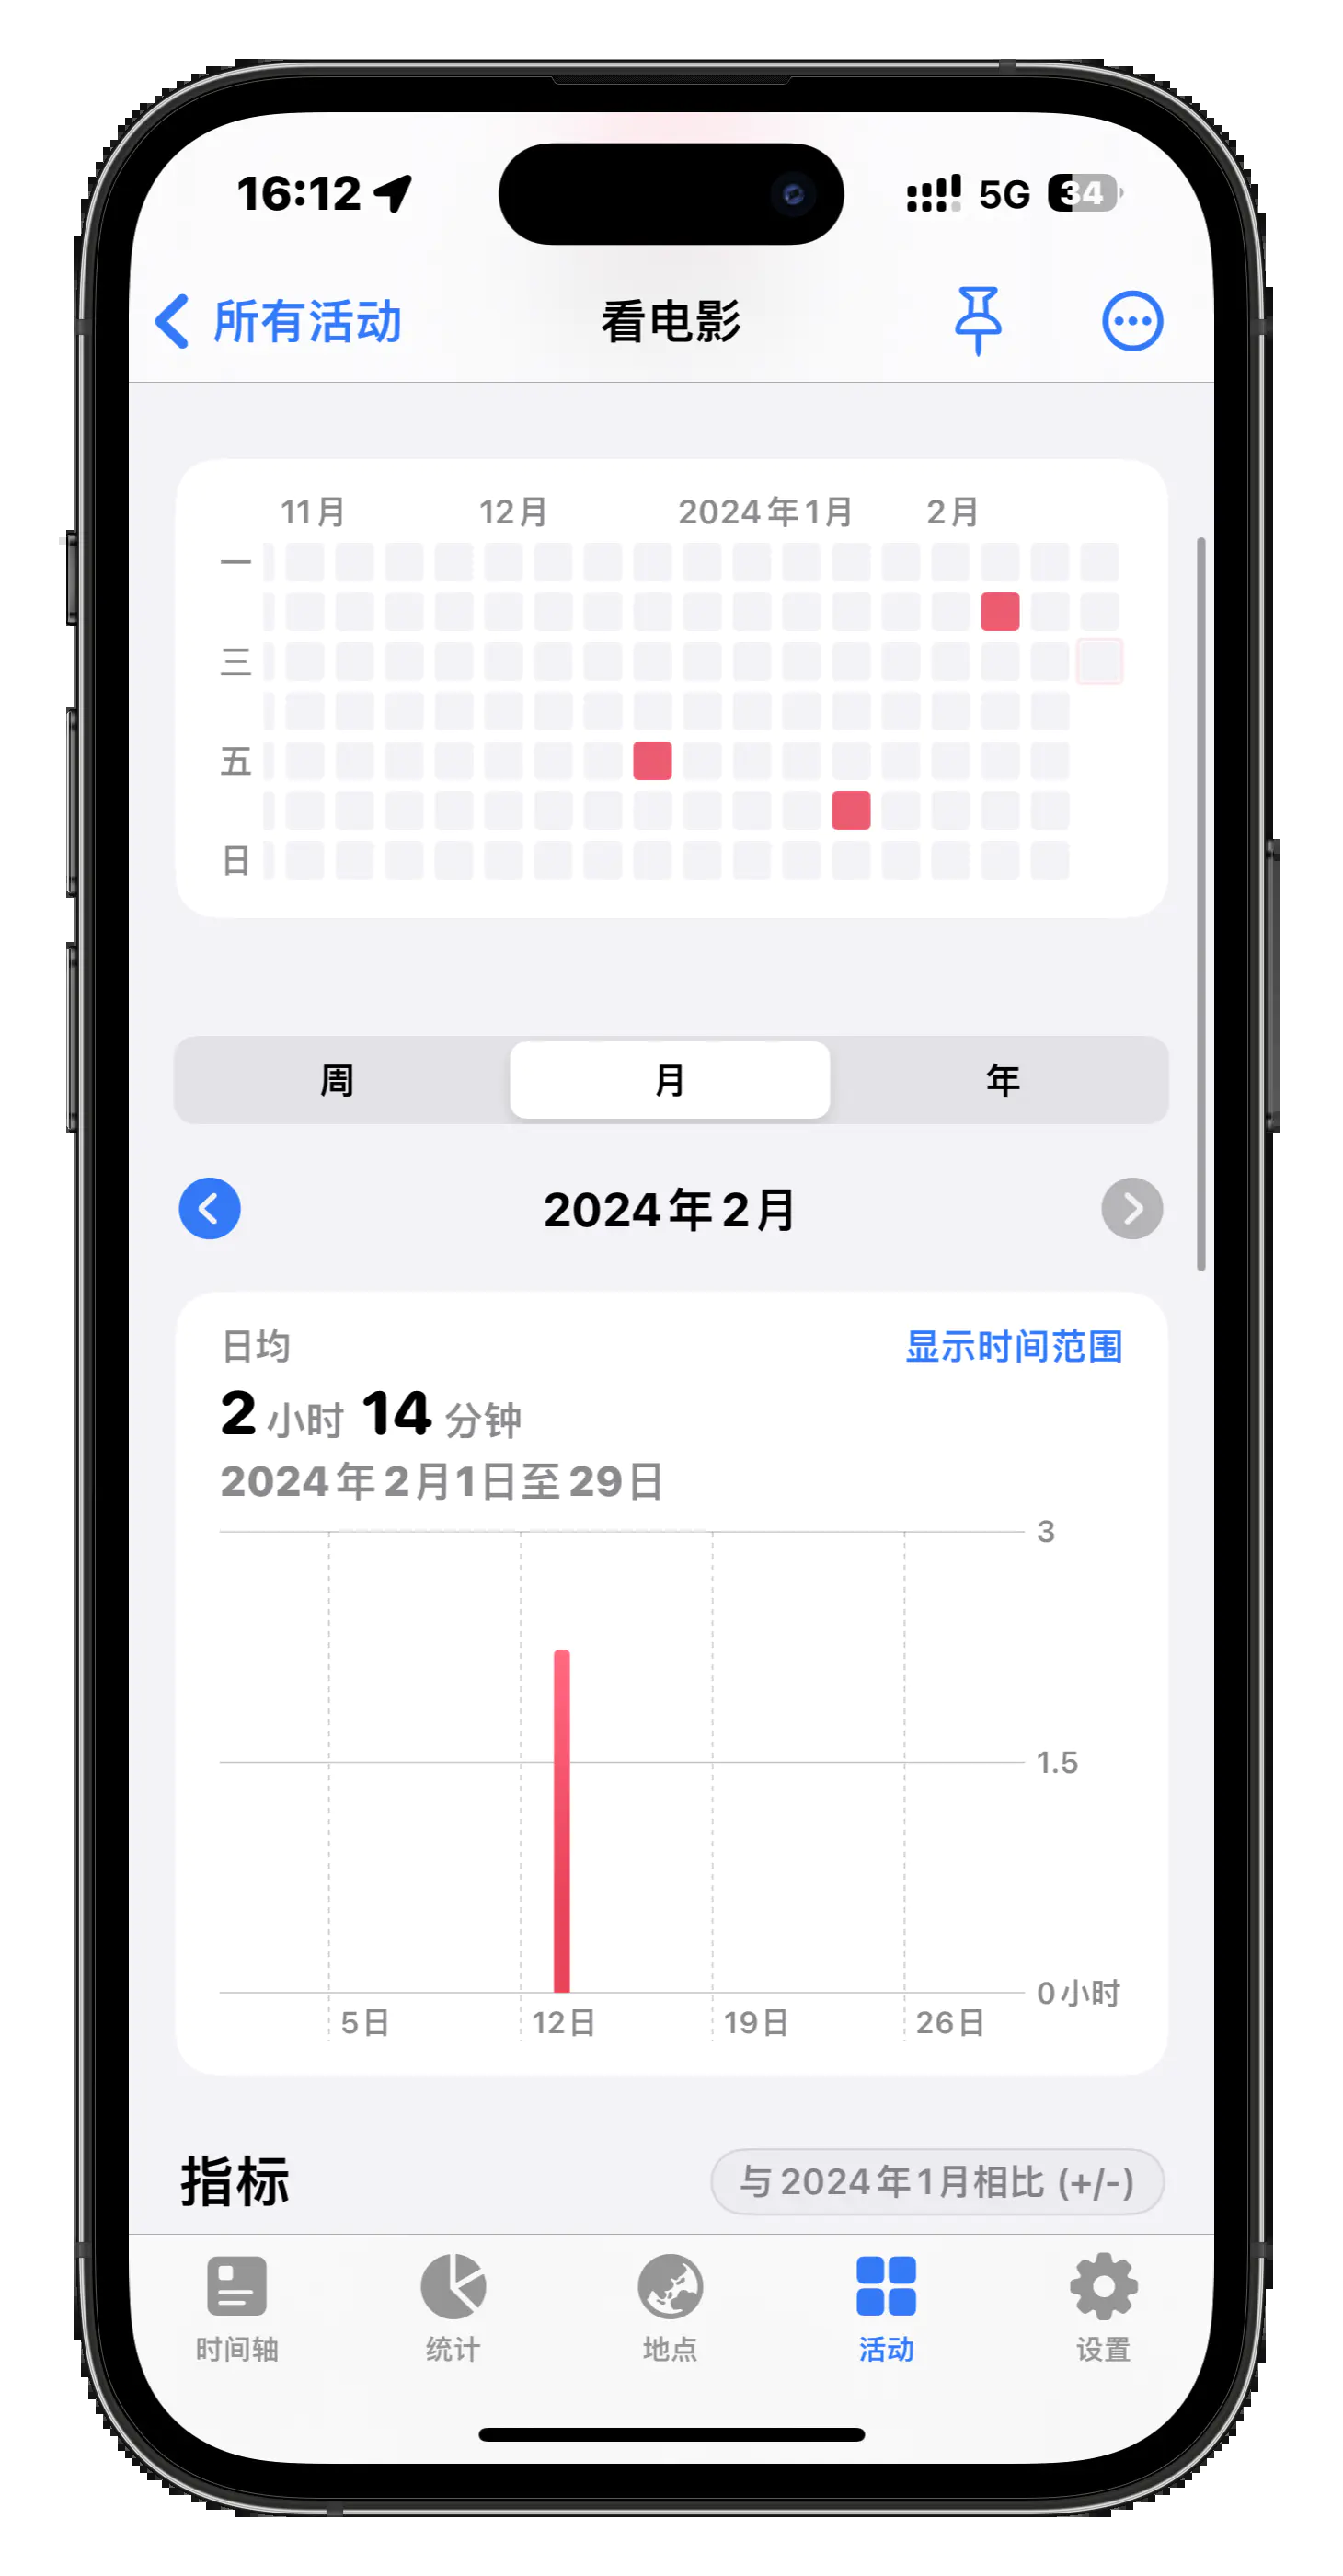 16:12 5G 34
所有活动 看电影
11月 12月 2024年1月 2月
一
三
五
日
周 月 年
2024年2月
日均 显示时间范围
2小时 14分钟
2024年2月1日至29日
3
1.5
0小时
5日 12日 19日 26日
指标 与2024年1月相比 (+/-)
时间轴 统计 地点 活动 设置